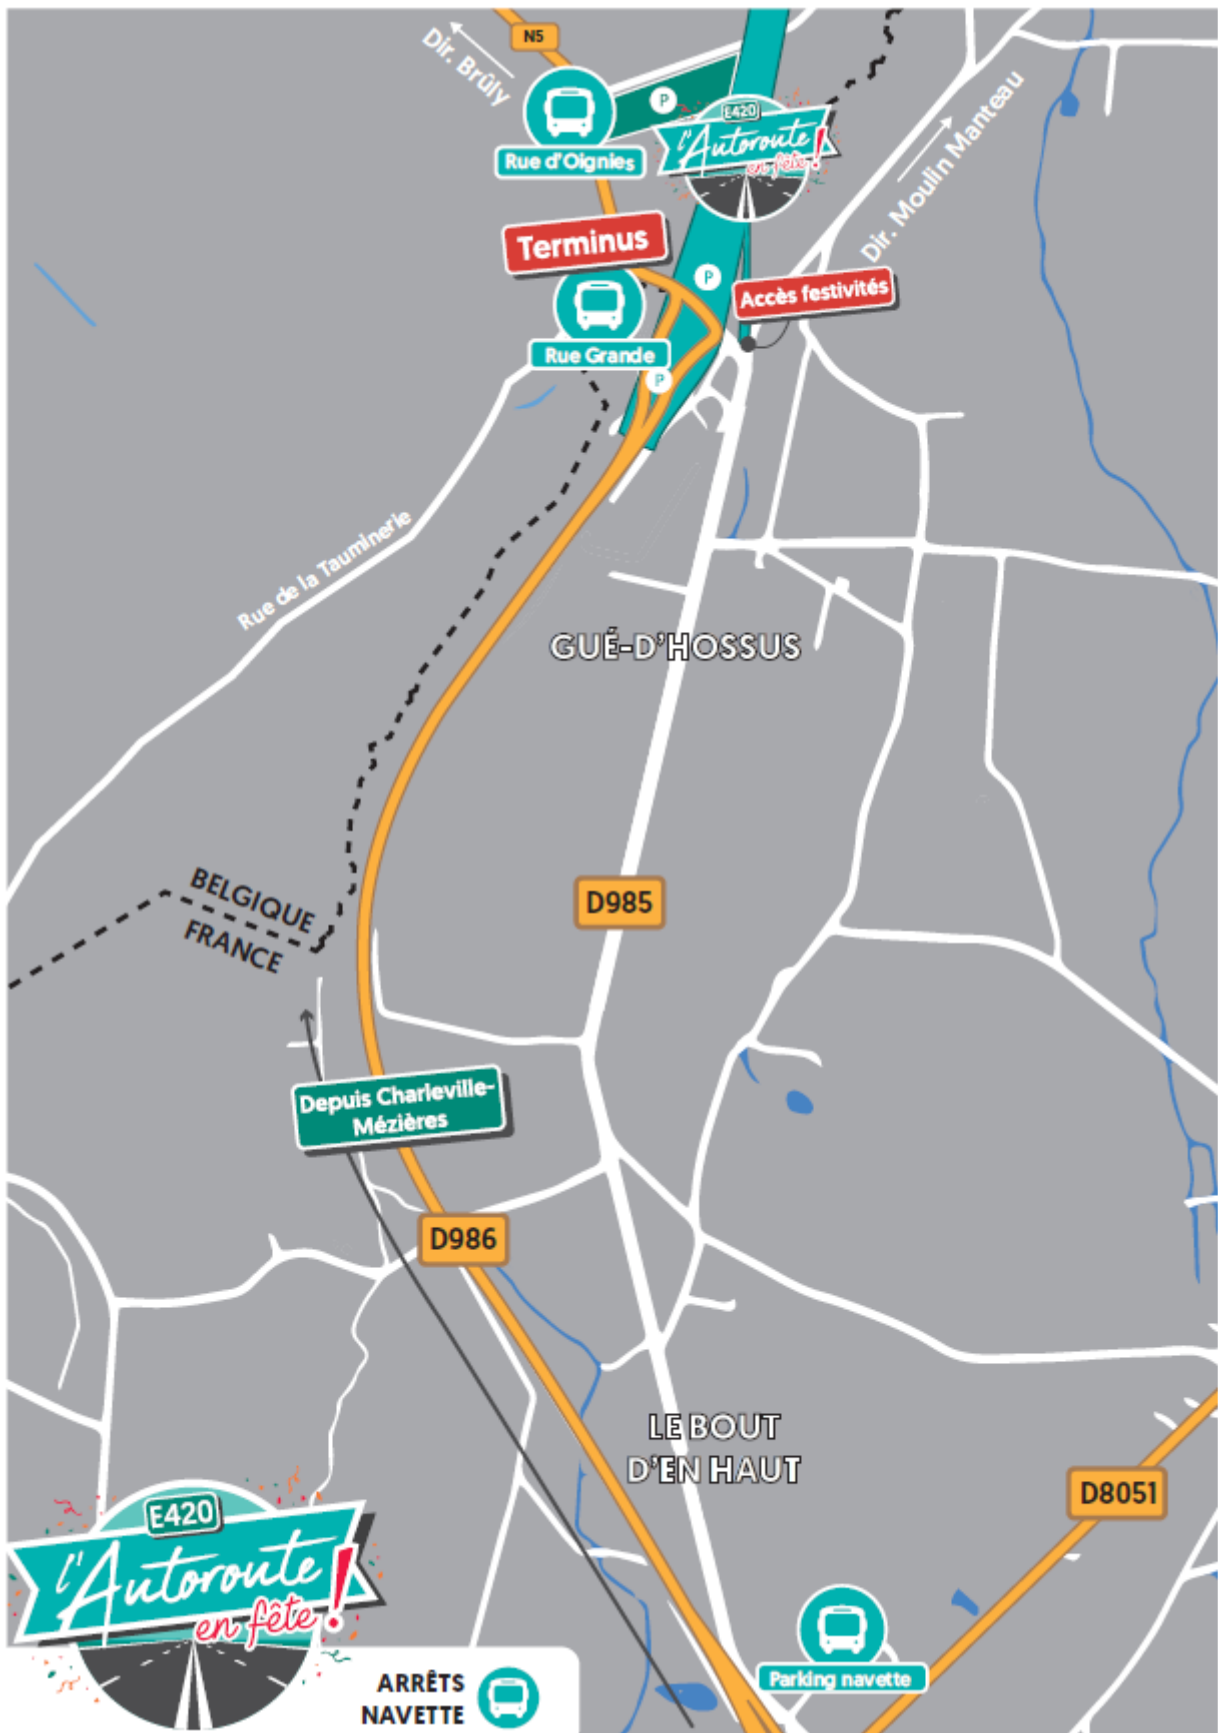 N5
Dir. Brûly
P
E420
l'Autoroute
en fête !
Rue d'Oignies
Dir. Moulin Manteau
Terminus
P
Accès festivités
Rue Grande
P
Rue de la Tauminerie
GUÉ-D'HOSSUS
BELGIQUE
FRANCE
D985
Depuis Charleville-
Mézières
D986
LE BOUT
D'EN HAUT
D8051
E420
l'Autoroute
en fête !
Parking navette
ARRÊTS
NAVETTE